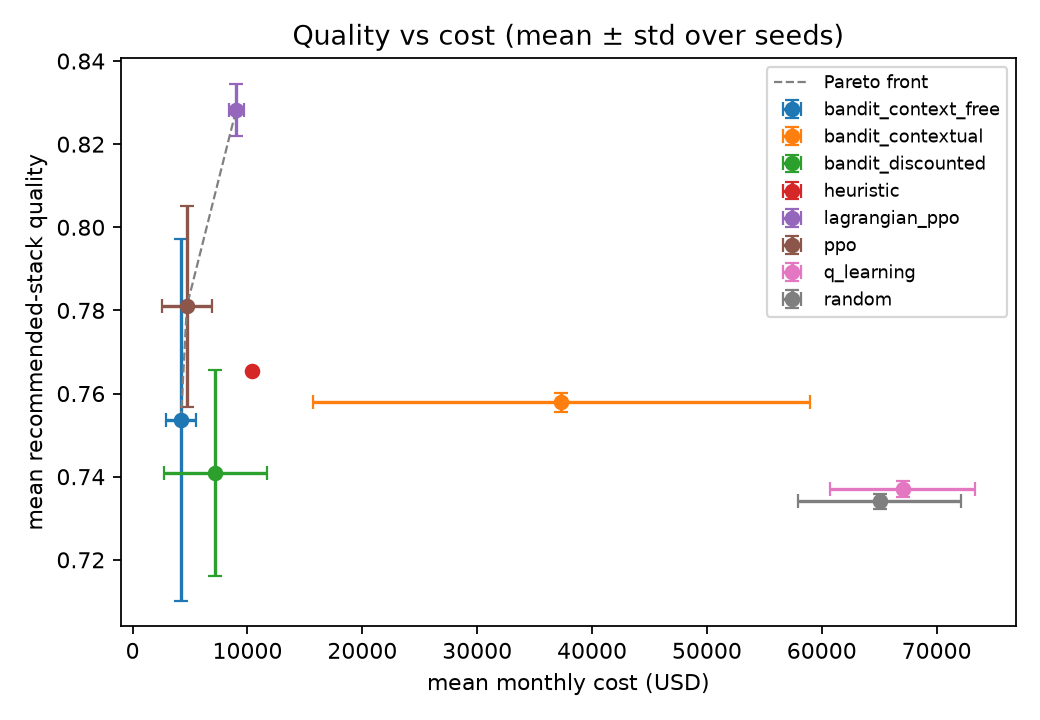 Quality vs cost (mean ± std over seeds)
mean recommended-stack quality
0.84
0.82
0.80
0.78
0.76
0.74
0.72
Pareto front
bandit_context_free
bandit_contextual
bandit_discounted
heuristic
lagrangian_ppo
ppo
q_learning
random
0 10000 20000 30000 40000 50000 60000 70000
mean monthly cost (USD)